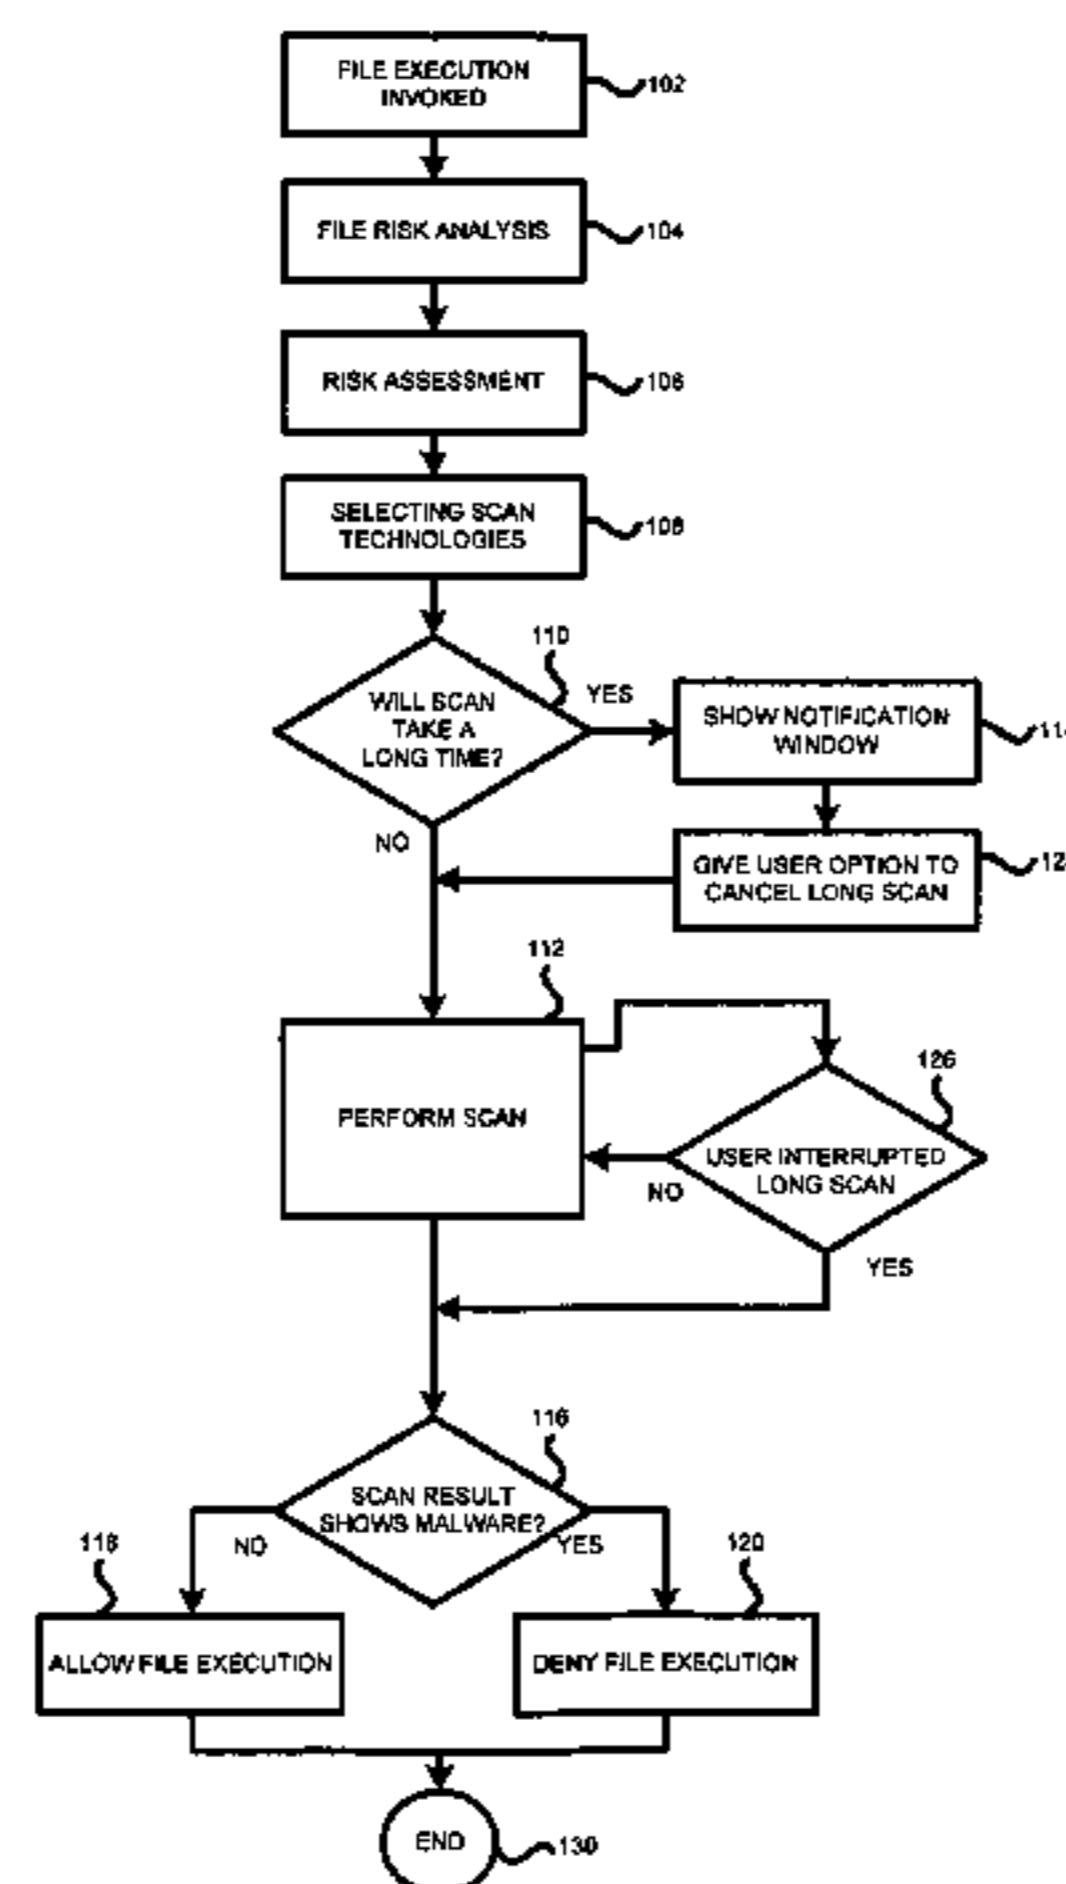 FILE EXECUTION
INVOKED
102
FILE RISK ANALYSIS
104
RISK ASSESSMENT
106
SELECTING SCAN
TECHNOLOGIES
108
110
WILL SCAN
TAKE A
LONG TIME?
YES
SHOW NOTIFICATION
WINDOW
NO
GIVE USER OPTION TO
CANCEL LONG SCAN
112
PERFORM SCAN
126
USER INTERRUPTED
LONG SCAN
NO
YES
116
SCAN RESULT
SHOWS MALWARE?
NO
YES
118
120
ALLOW FILE EXECUTION
DENY FILE EXECUTION
END
130